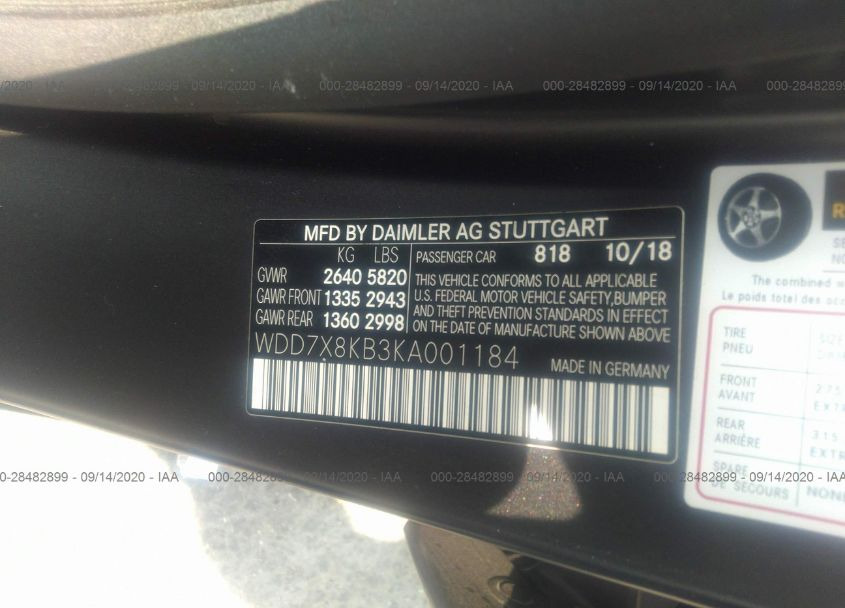 000-28482899 - 09/14/2020 - IAA
000-28482899 - 09/14/2020 - IAA
000-28482899 - 09/14/2020 - IAA
MFD BY DAIMLER AG STUTTGART
KG LBS
GVWR 2640 5820
GAWR FRONT 1335 2943
GAWR REAR 1360 2998
PASSENGER CAR 818 10/18
THIS VEHICLE CONFORMS TO ALL APPLICABLE
U.S. FEDERAL MOTOR VEHICLE SAFETY, BUMPER
AND THEFT PREVENTION STANDARDS IN EFFECT
ON THE DATE OF MANUFACTURE SHOWN ABOVE
WDD7X8KB3KA001184
MADE IN GERMANY
The combined
Le poids total des
TIRE
PNEU
FRONT
AVANT
REAR
ARRIÈRE
315
SPARE
DE SECOURS
000-28482899 - 09/14/2020 - IAA
000-28482899 - 09/14/2020 - IAA
000-28482899 - 09/14/2020 - IAA